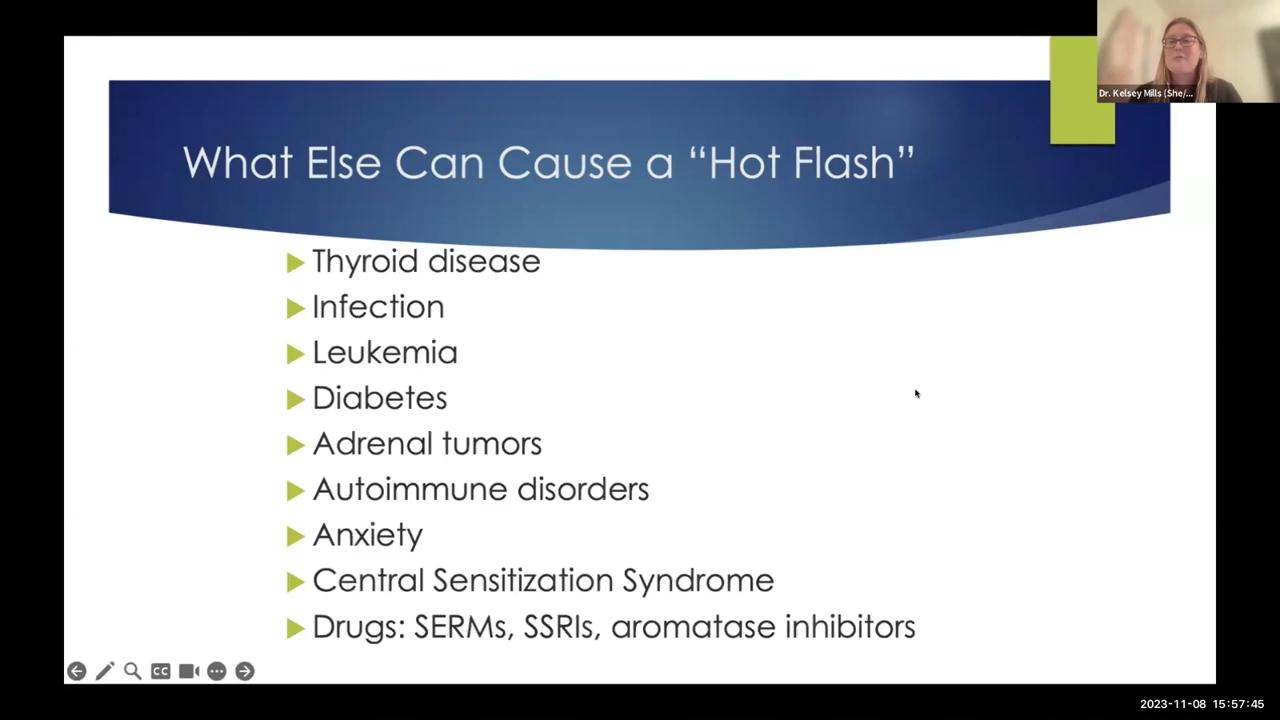 Dr. Kelsey Mills (She/...
What Else Can Cause a “Hot Flash”
Thyroid disease
Infection
Leukemia
Diabetes
Adrenal tumors
Autoimmune disorders
Anxiety
Central Sensitization Syndrome
Drugs: SERMs, SSRIs, aromatase inhibitors
CC
2023-11-08 15:57:45